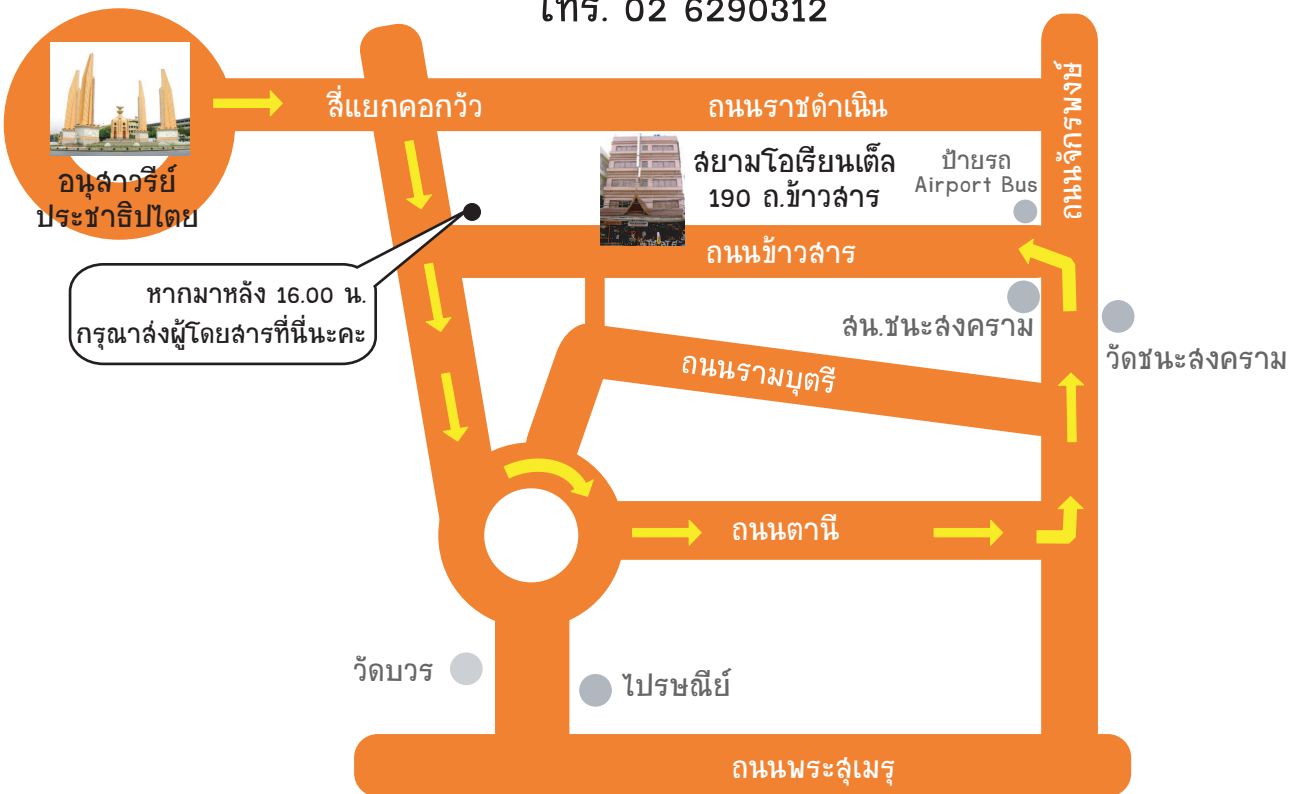 โทร. 02 6290312
สี่แยกคอกวัว
ถนนราชดำเนิน
ถนนจักรพงษ์
อนุสาวรีย์
ประชาธิปไตย
สยามโอเรียนเต็ล
190 ถ.ข้าวสาร
ป้ายรถ
Airport Bus
ถนนข้าวสาร
หากมาหลัง 16.00 น.
กรุณาส่งผู้โดยสารที่นี่นะคะ
สน.ชนะสงคราม
วัดชนะสงคราม
ถนนรามบุตรี
ถนนตานี
วัดบวร
ไปรษณีย์
ถนนพระสุเมรุ